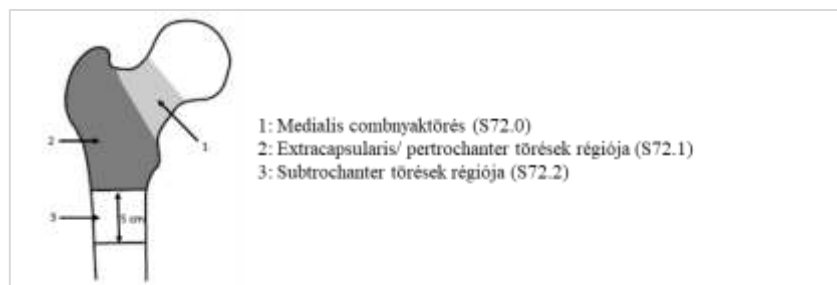 1: Medialis combnyaktörés (S72.0)
2: Extracapsularis/ pertrochanter törések régiója (S72.1)
3: Subtrochanter törések régiója (S72.2)
2
1
3
5 cm